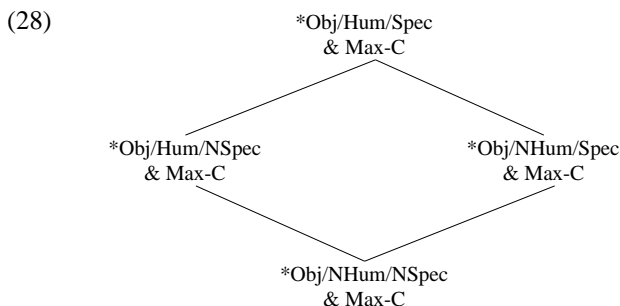 (28)
*Obj/Hum/Spec
& Max-C
*Obj/Hum/NSpec
& Max-C
*Obj/NHum/Spec
& Max-C
*Obj/NHum/NSpec
& Max-C